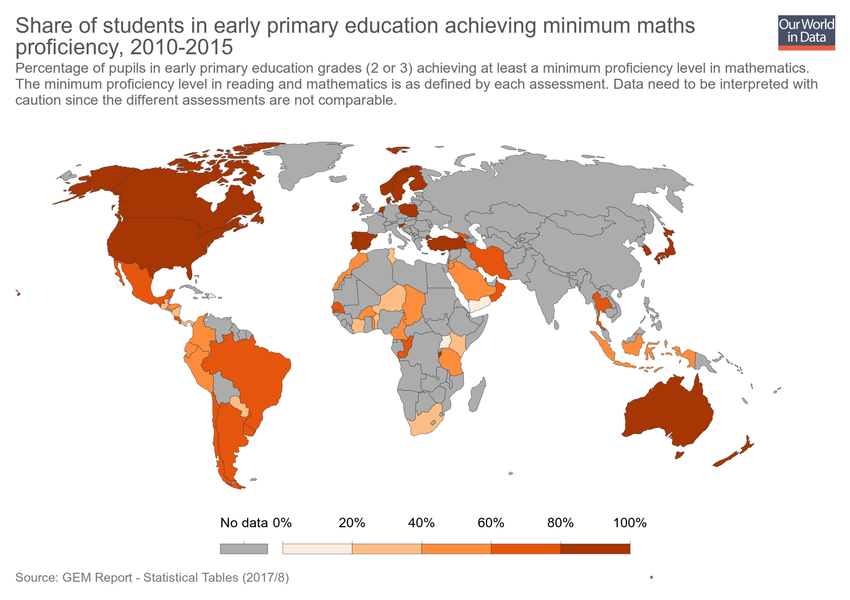 Share of students in early primary education achieving minimum maths
proficiency, 2010-2015
Our World
in Data
Percentage of pupils in early primary education grades (2 or 3) achieving at least a minimum proficiency level in mathematics.
The minimum proficiency level in reading and mathematics is as defined by each assessment. Data need to be interpreted with
caution since the different assessments are not comparable.
No data 0% 20% 40% 60% 80% 100%
Source: GEM Report - Statistical Tables (2017/8)